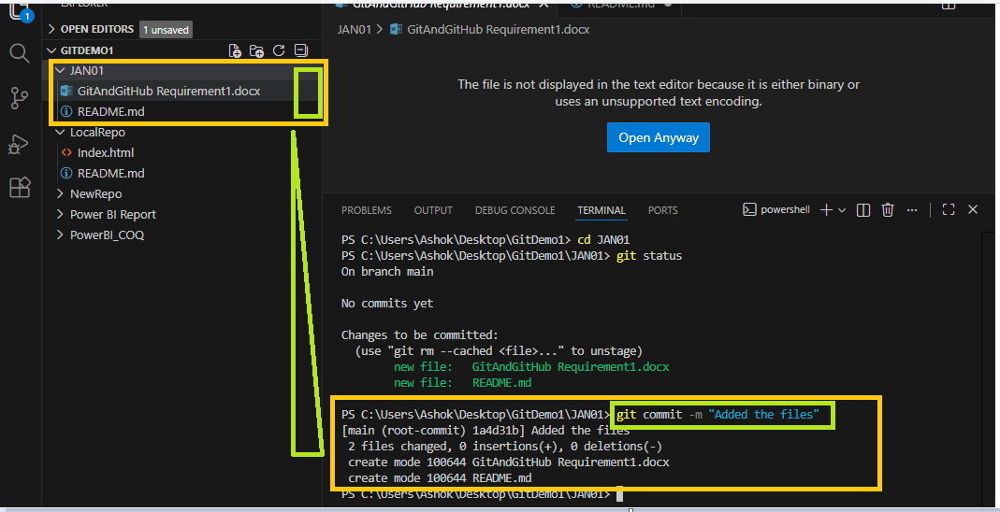 EXPLORER
GitAndGitHub Requirement1.docx
README.md
1
OPEN EDITORS 1 unsaved
JAN01 > GitAndGitHub Requirement1.docx
GITDEMO1
JAN01
GitAndGitHub Requirement1.docx
README.md
LocalRepo
Index.html
README.md
NewRepo
Power BI Report
PowerBI_COQ
The file is not displayed in the text editor because it is either binary or
uses an unsupported text encoding.
Open Anyway
PROBLEMS OUTPUT DEBUG CONSOLE TERMINAL PORTS powershell
PS C:\Users\Ashok\Desktop\GitDemo1> cd JAN01
PS C:\Users\Ashok\Desktop\GitDemo1\JAN01> git status
On branch main
No commits yet
Changes to be committed:
(use "git rm --cached <file>..." to unstage)
new file: GitAndGitHub Requirement1.docx
new file: README.md
PS C:\Users\Ashok\Desktop\GitDemo1\JAN01> git commit -m "Added the files"
[main (root-commit) 1a4d31b] Added the files
2 files changed, 0 insertions(+), 0 deletions(-)
create mode 100644 GitAndGitHub Requirement1.docx
create mode 100644 README.md
PS C:\Users\Ashok\Desktop\GitDemo1\JAN01>